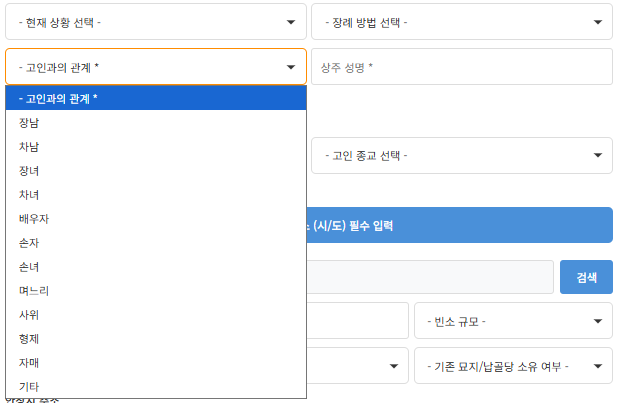 - 현재 상황 선택 -
- 장례 방법 선택 -
- 고인과의 관계 *
상주 성명 *
- 고인과의 관계 *
장남
차남
장녀
차녀
배우자
손자
손녀
며느리
사위
형제
자매
기타
- 고인 종교 선택 -
(시/도) 필수 입력
검색
- 빈소 규모 -
- 기존 묘지/납골당 소유 여부 -